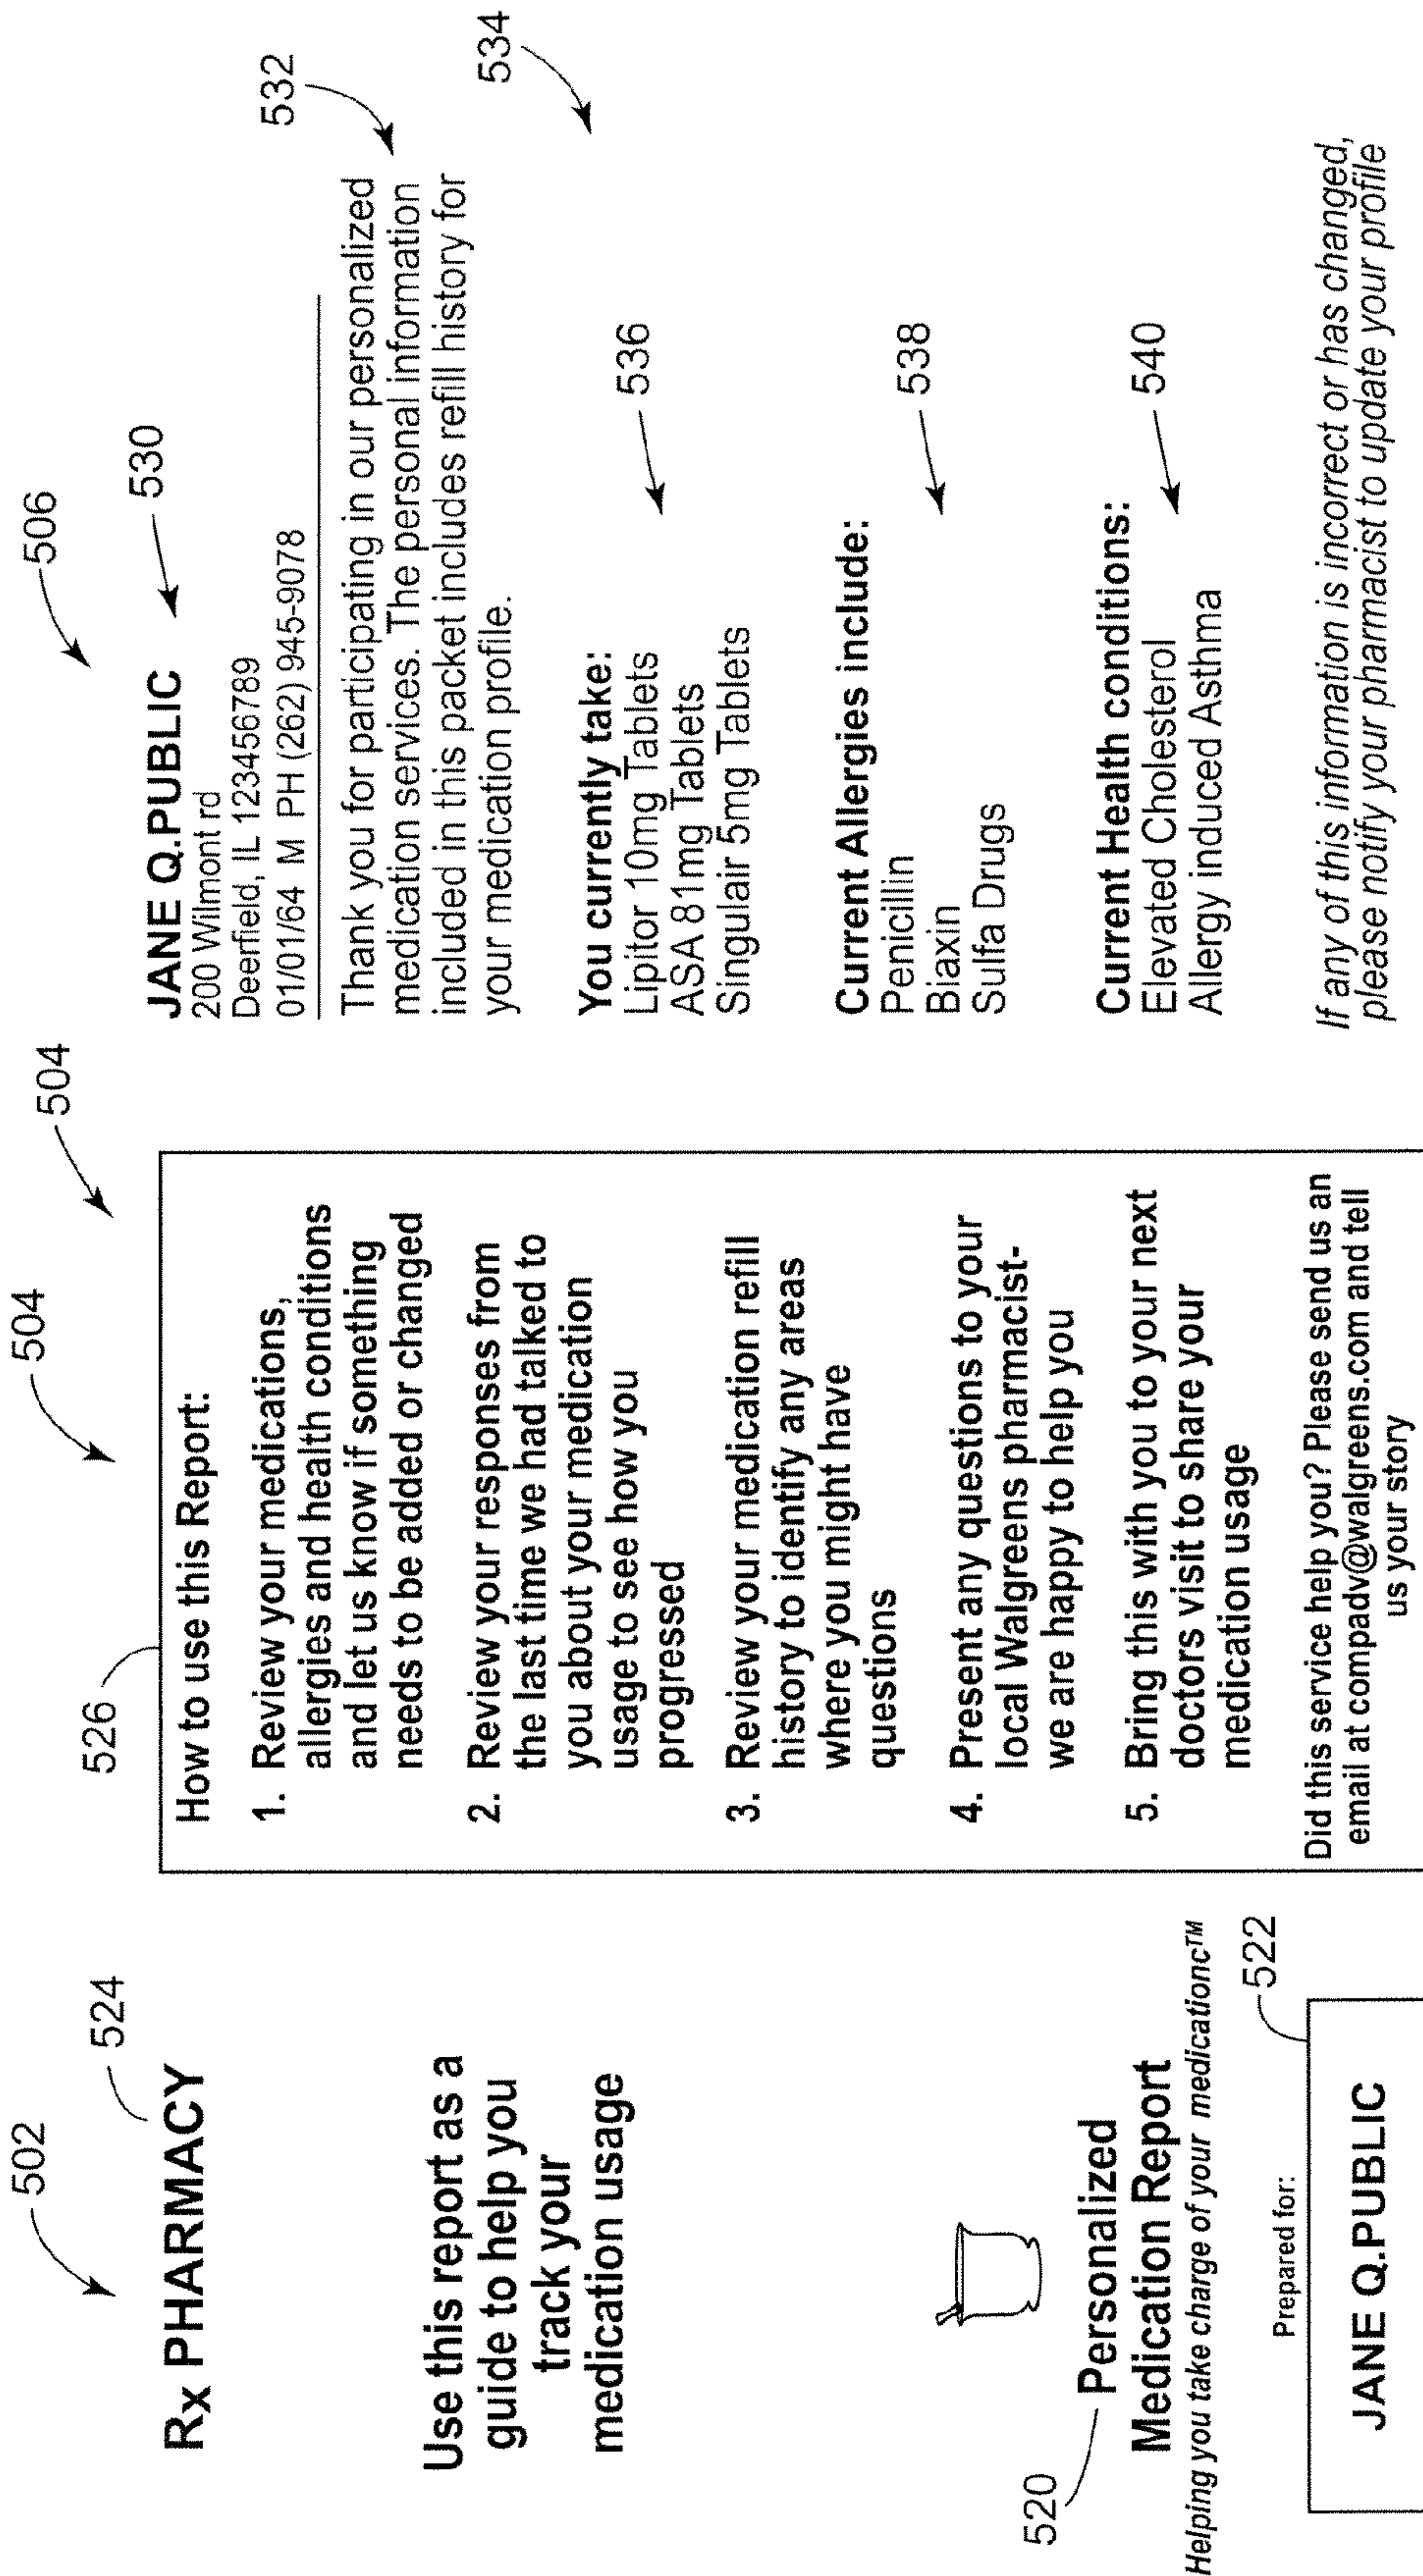 502
524
Rx PHARMACY
Use this report as a
guide to help you
track your
medication usage
520
Personalized
Medication Report
Helping you take charge of your medicationc™
522
Prepared for:
JANE Q.PUBLIC
504
504
526
How to use this Report:
1. Review your medications,
allergies and health conditions
and let us know if something
needs to be added or changed
2. Review your responses from
the last time we had talked to
you about your medication
usage to see how you
progressed
3. Review your medication refill
history to identify any areas
where you might have
questions
4. Present any questions to your
local Walgreens pharmacist-
we are happy to help you
5. Bring this with you to your next
doctors visit to share your
medication usage
Did this service help you? Please send us an
email at compadv@walgreens.com and tell
us your story
506
530
JANE Q.PUBLIC
200 Wilmont rd
Deerfield, IL 123456789
01/01/64 M PH (262) 945-9078
532
Thank you for participating in our personalized
medication services. The personal information
included in this packet includes refill history for
your medication profile.
534
You currently take:
536
Lipitor 10mg Tablets
ASA 81mg Tablets
Singulair 5mg Tablets
Current Allergies include:
538
Penicillin
Biaxin
Sulfa Drugs
Current Health conditions:
540
Elevated Cholesterol
Allergy induced Asthma
If any of this information is incorrect or has changed,
please notify your pharmacist to update your profile